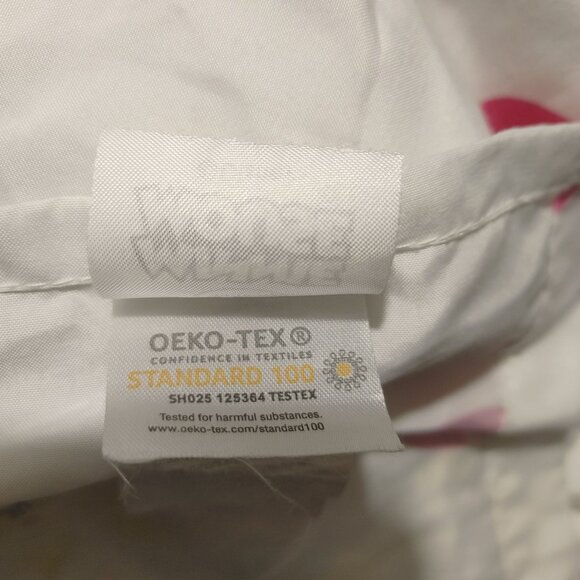 OEKO-TEX®
CONFIDENCE IN TEXTILES
STANDARD 100
SH025 125364 TESTEX
Tested for harmful substances.
www.oeko-tex.com/standard100